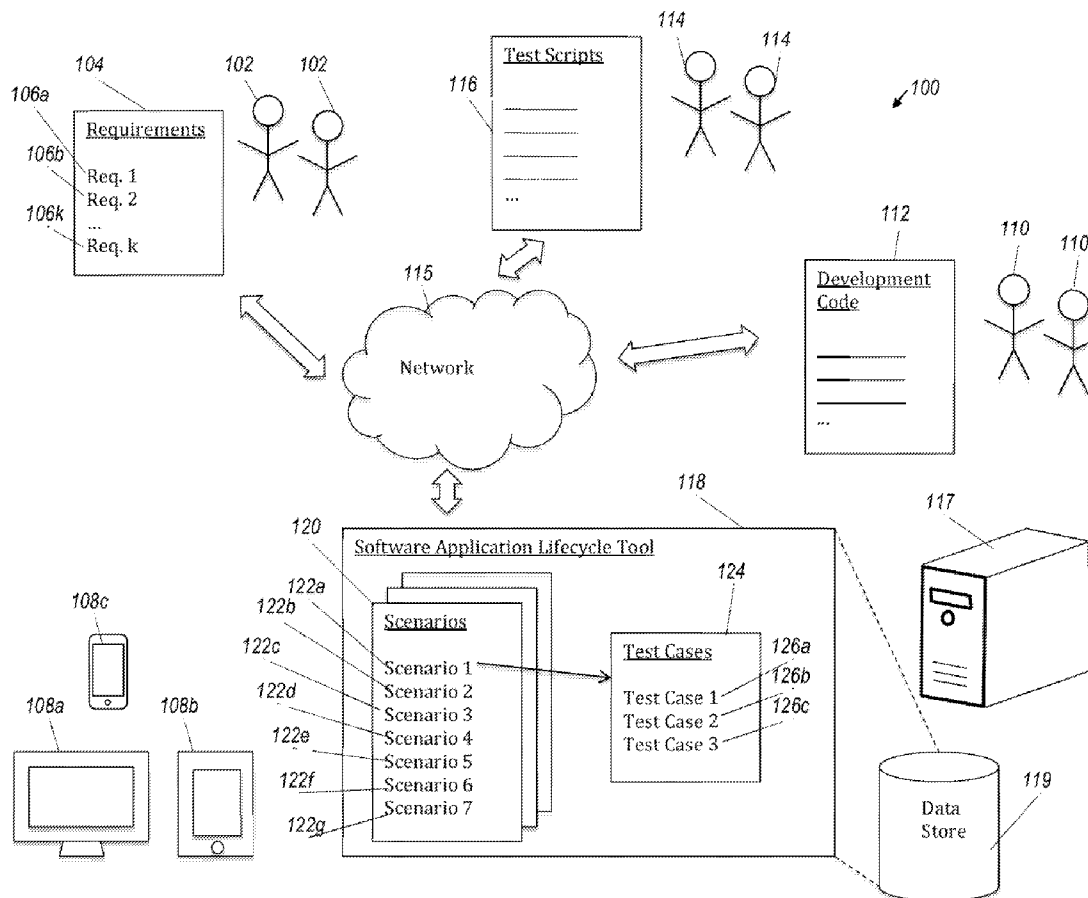 114
114
102
102
104
Test Scripts
116
100
106a
Requirements
106b
Req. 1
Req. 2
...
106k
Req. k
...
112
110
110
115
Development
Code
Network
...
118
117
120
Software Application Lifecycle Tool
122a
124
108c
122b
Scenarios
122c
Test Cases
126a
Scenario 1
126b
122d
Scenario 2
Test Case 1
126c
Scenario 3
Test Case 2
108a
108b
122e
Scenario 4
Test Case 3
Scenario 5
122f
Scenario 6
Scenario 7
122g
Data
Store
119